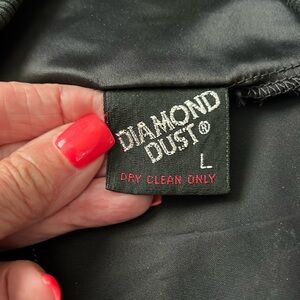 DIAMOND
DUST®
L
DRY CLEAN ONLY